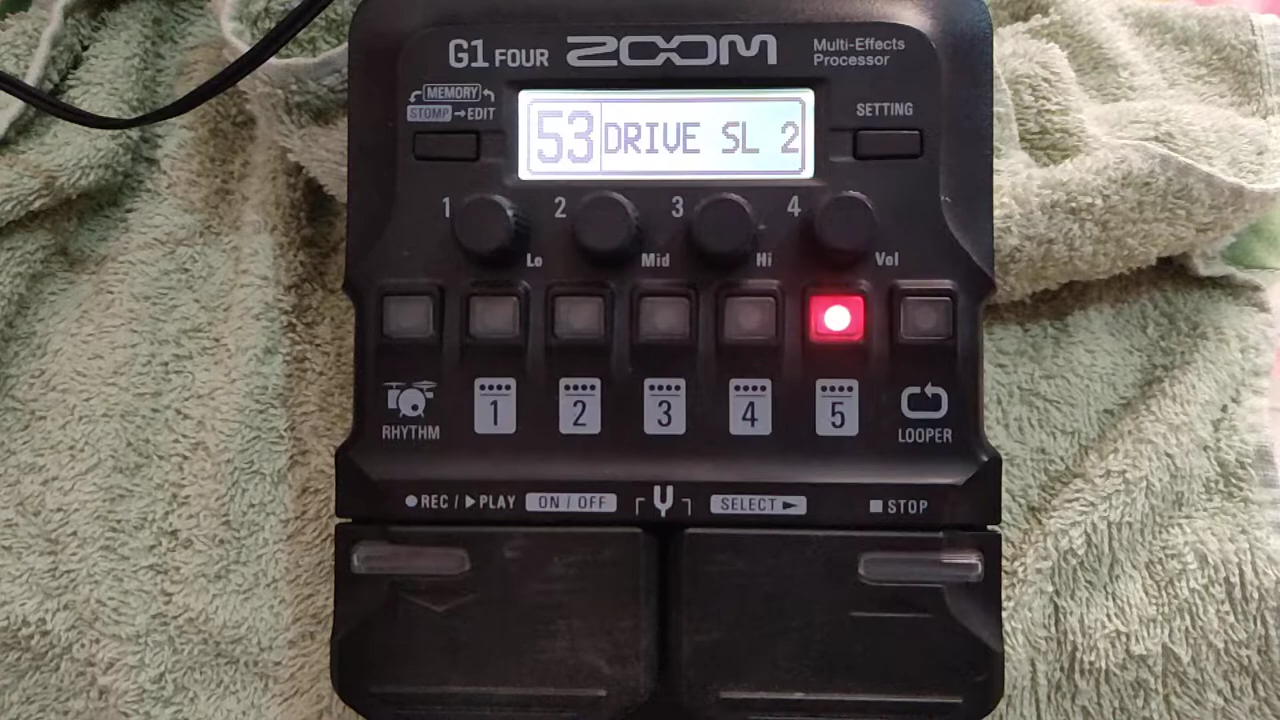 G1 FOUR ZOOM Multi-Effects
Processor
MEMORY
STOMP → EDIT
SETTING
53 DRIVE SL 2
1 2 3 4
Lo Mid Hi Vol
1 2 3 4 5
RHYTHM LOOPER
●REC / ▶PLAY ON / OFF SELECT ► ■ STOP